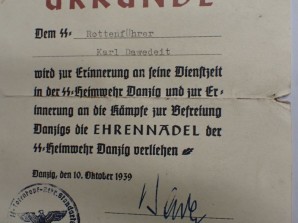 URKUNDE
Dem SS- Rottenführer
Karl Dawedeit
wird zur Erinnerung an seine Dienstzeit
in der SS-Heimwehr Danzig und zur Er-
innerung an die Kämpfe zur Befreiung
Danzigs die EHRENNADEL der
SS-Heimwehr Danzig verliehen
Danzig, den 10. Oktober 1939